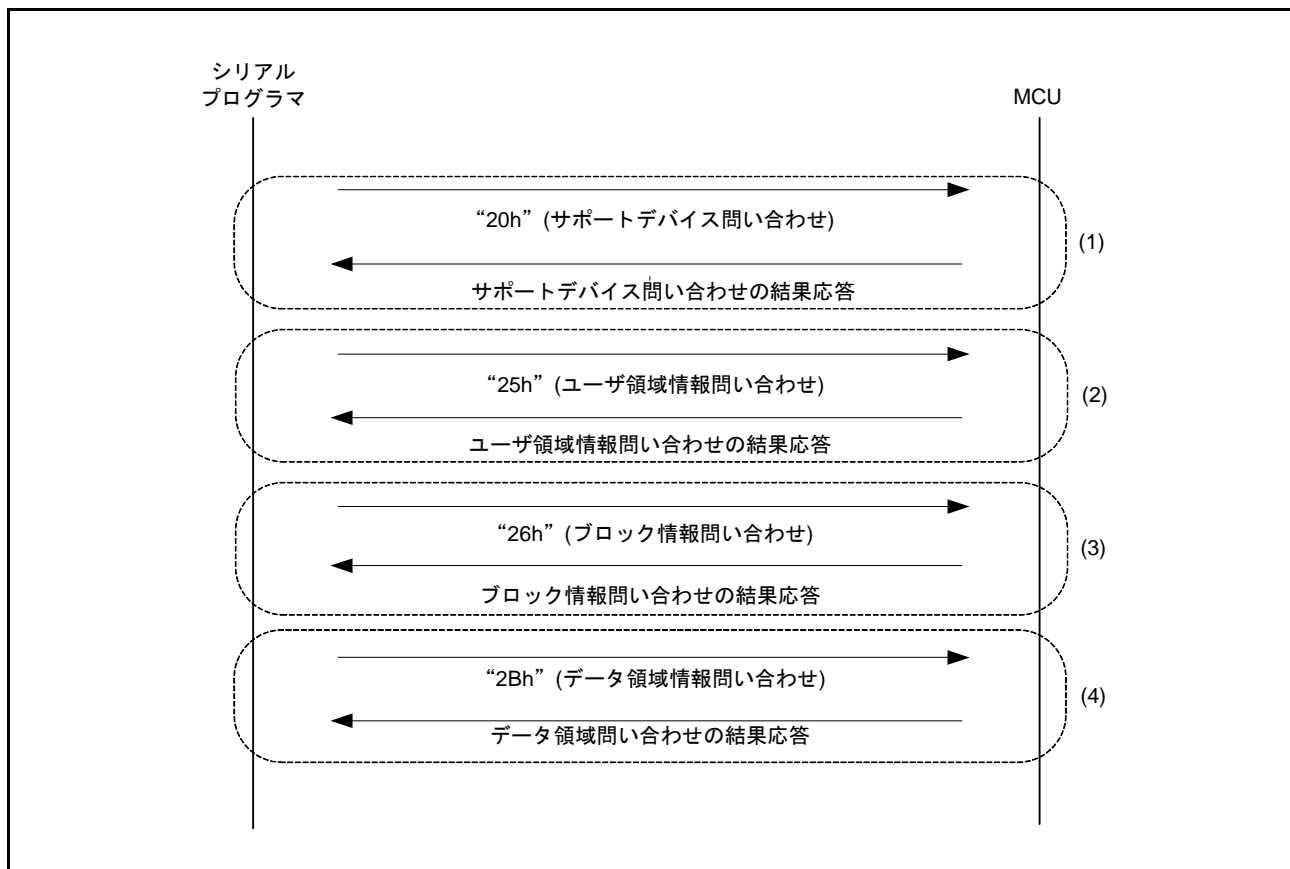 シリアル
プログラマ
MCU
“20h” (サポートデバイス問い合わせ)
サポートデバイス問い合わせの結果応答
(1)
“25h” (ユーザ領域情報問い合わせ)
ユーザ領域情報問い合わせの結果応答
(2)
“26h” (ブロック情報問い合わせ)
ブロック情報問い合わせの結果応答
(3)
“2Bh” (データ領域情報問い合わせ)
データ領域問い合わせの結果応答
(4)